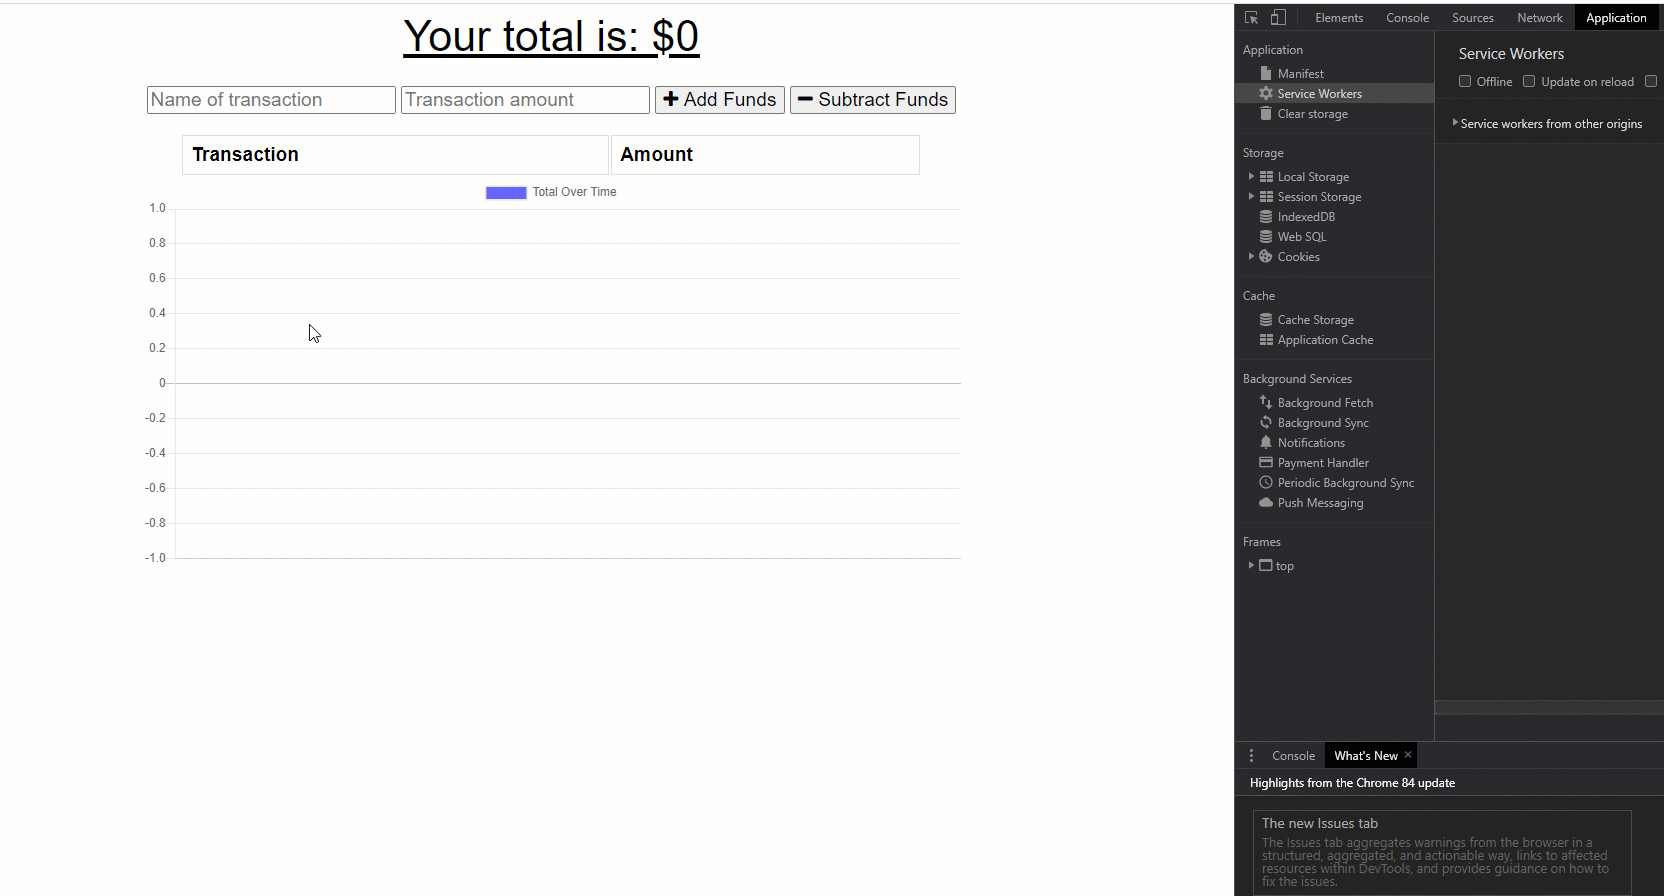 Your total is: $0
Name of transaction Transaction amount Add Funds Subtract Funds
Transaction Amount
Total Over Time
1.0
0.8
0.6
0.4
0.2
0
-0.2
-0.4
-0.6
-0.8
-1.0
Elements Console Sources Network Application
Application
Manifest
Service Workers
Clear storage
Storage
Local Storage
Session Storage
IndexedDB
Web SQL
Cookies
Cache
Cache Storage
Application Cache
Background Services
Background Fetch
Background Sync
Notifications
Payment Handler
Periodic Background Sync
Push Messaging
Frames
top
Service Workers
Offline Update on reload
Service workers from other origins
Console What's New ×
Highlights from the Chrome 84 update
The new Issues tab
The Issues tab aggregates warnings from the browser in a
structured, aggregated, and actionable way, links to affected
resources within DevTools, and provides guidance on how to
fix the issues.